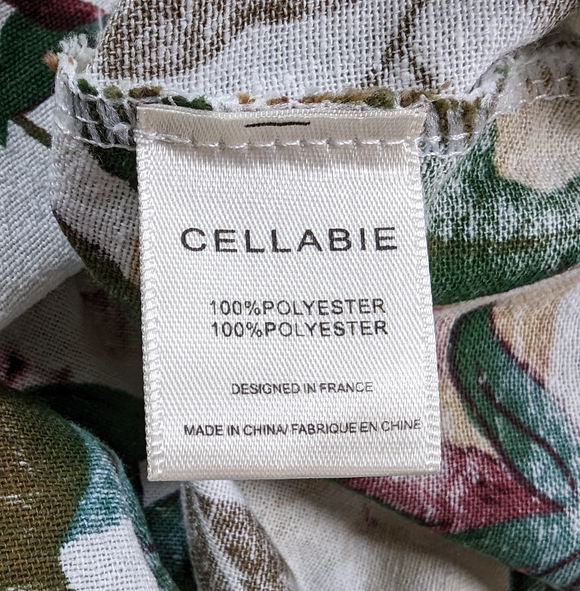 CELLABIE
100%POLYESTER
100%POLYESTER
DESIGNED IN FRANCE
MADE IN CHINA/ FABRIQUE EN CHINE